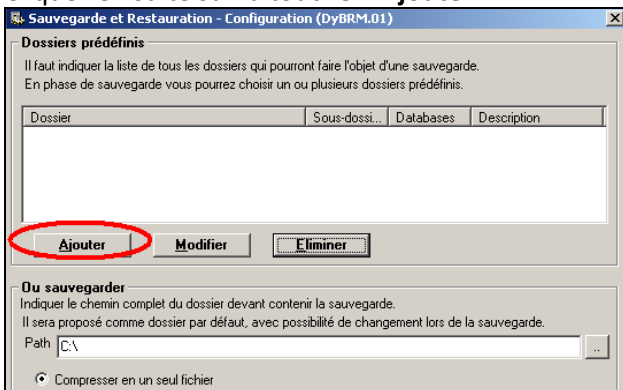 Sauvegarde et Restauration - Configuration (DyBRM.01)
Dossiers prédéfinis
Il faut indiquer la liste de tous les dossiers qui pourront faire l'objet d'une sauvegarde.
En phase de sauvegarde vous pourrez choisir un ou plusieurs dossiers prédéfinis.
Dossier Sous-dossi... Databases Description
Ajouter Modifier Eliminer
Ou sauvegarder
Indiquer le chemin complet du dossier devant contenir la sauvegarde.
Il sera proposé comme dossier par défaut, avec possibilité de changement lors de la sauvegarde.
Path C:\ ..
Compresser en un seul fichier